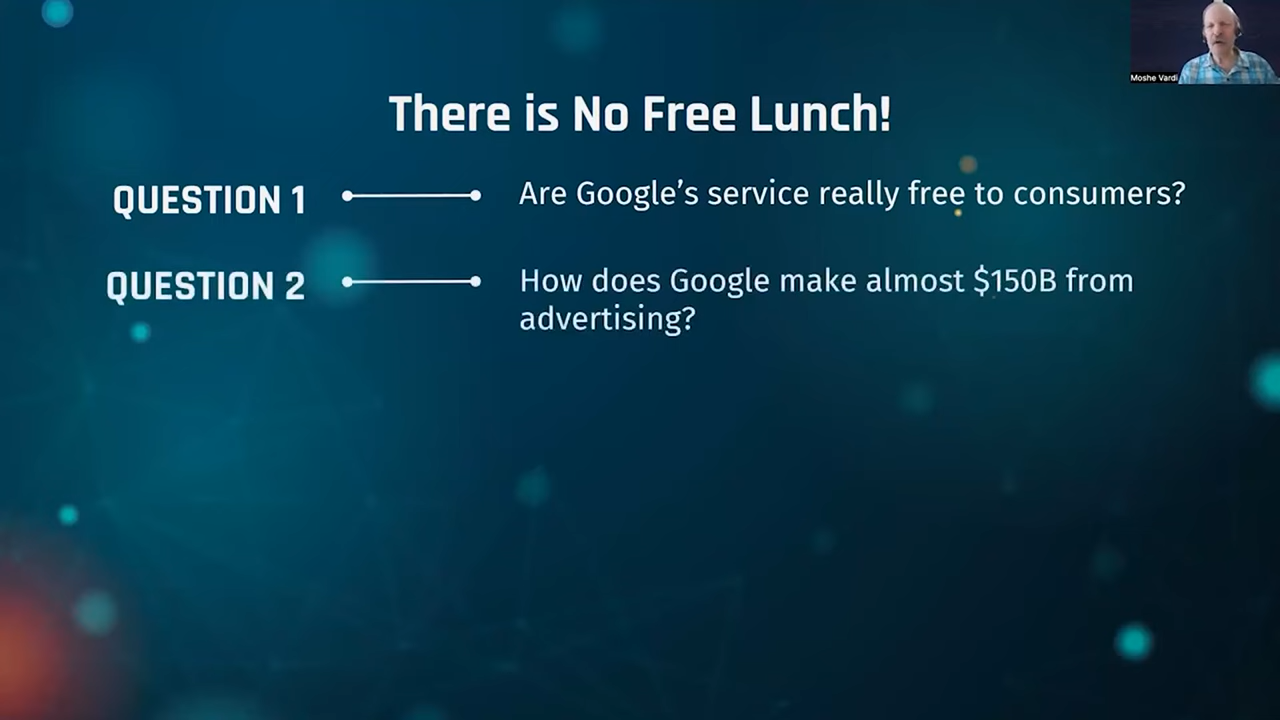 Moshe Vardi
There is No Free Lunch!
QUESTION 1
Are Google’s service really free to consumers?
QUESTION 2
How does Google make almost $150B from
advertising?